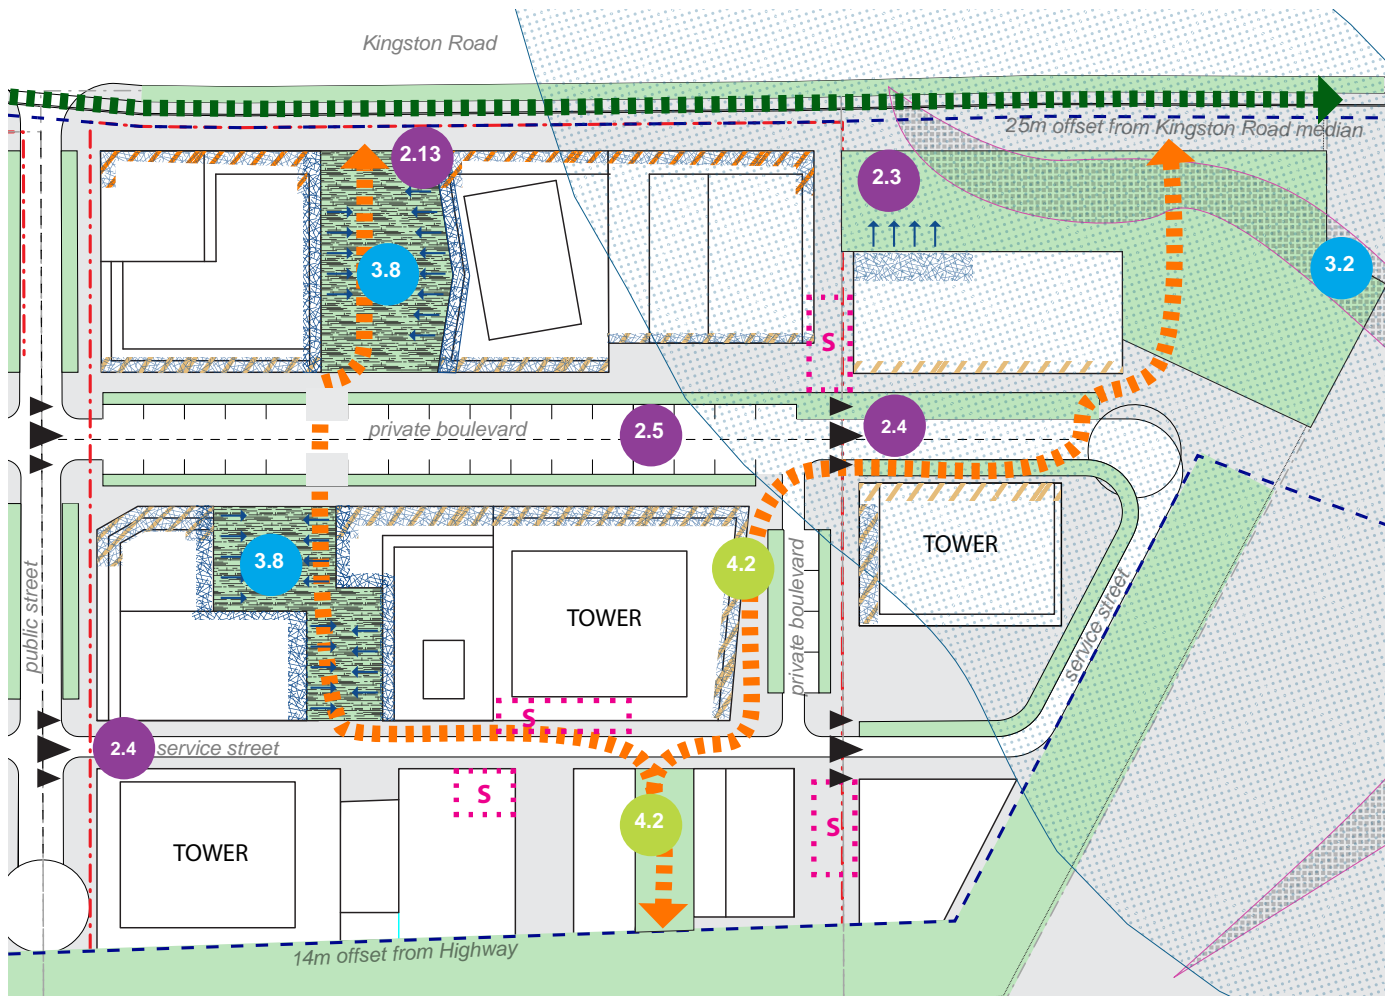 Kingston Road
25m offset from Kingston Road median
2.13
2.3
3.8
3.2
S
private boulevard
2.5
2.4
public street
3.8
TOWER
4.2
private boulevard
TOWER
service street
S
2.4
service street
S
4.2
S
TOWER
14m offset from Highway